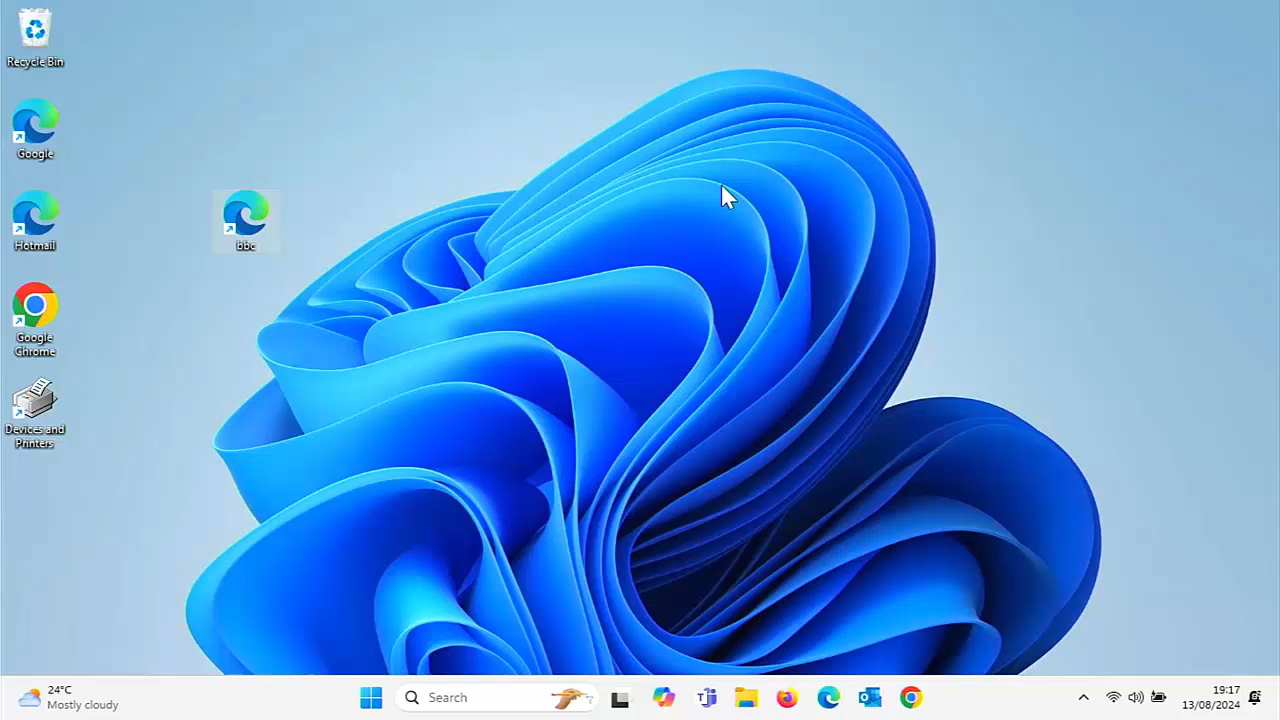 Recycle Bin
Google
Hotmail
bbc
Google
Chrome
Devices and
Printers
24°C
Mostly cloudy
Search
19:17
13/08/2024